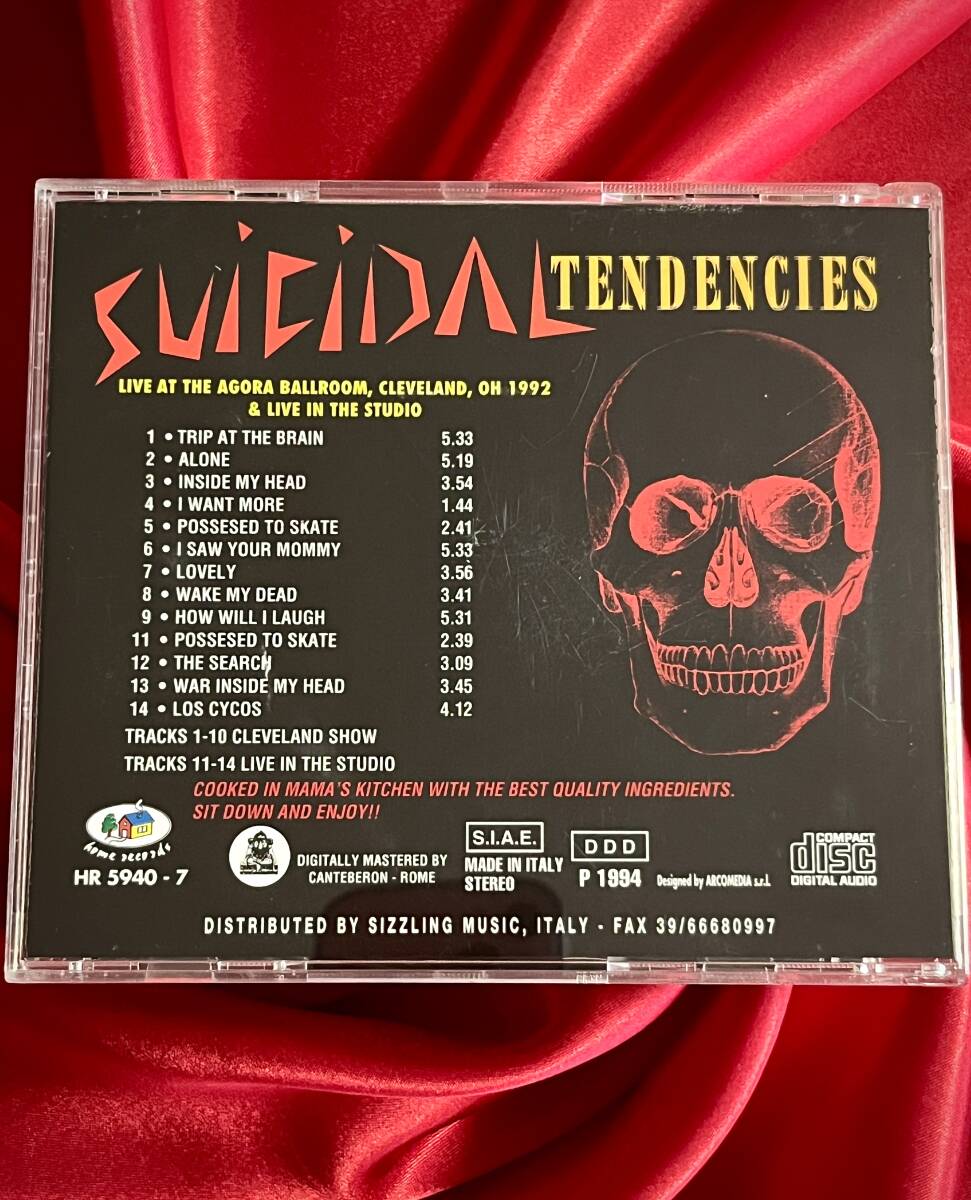 SUICIDAL TENDENCIES
LIVE AT THE AGORA BALLROOM, CLEVELAND, OH 1992
& LIVE IN THE STUDIO
1 • TRIP AT THE BRAIN 5.33
2 • ALONE 5.19
3 • INSIDE MY HEAD 3.54
4 • I WANT MORE 1.44
5 • POSSESED TO SKATE 2.41
6 • I SAW YOUR MOMMY 5.33
7 • LOVELY 3.56
8 • WAKE MY DEAD 3.41
9 • HOW WILL I LAUGH 5.31
11 • POSSESED TO SKATE 2.39
12 • THE SEARCH 3.09
13 • WAR INSIDE MY HEAD 3.45
14 • LOS CYCOS 4.12
TRACKS 1-10 CLEVELAND SHOW
TRACKS 11-14 LIVE IN THE STUDIO
COOKED IN MAMA'S KITCHEN WITH THE BEST QUALITY INGREDIENTS.
SIT DOWN AND ENJOY!!
home records
HR 5940 - 7
DIGITALLY MASTERED BY
CANTEBERON - ROME
S.I.A.E.
MADE IN ITALY
STEREO
DDD
P 1994
Designed by ARCOMEDIA s.r.l.
COMPACT
disc
DIGITAL AUDIO
DISTRIBUTED BY SIZZLING MUSIC, ITALY - FAX 39/66680997